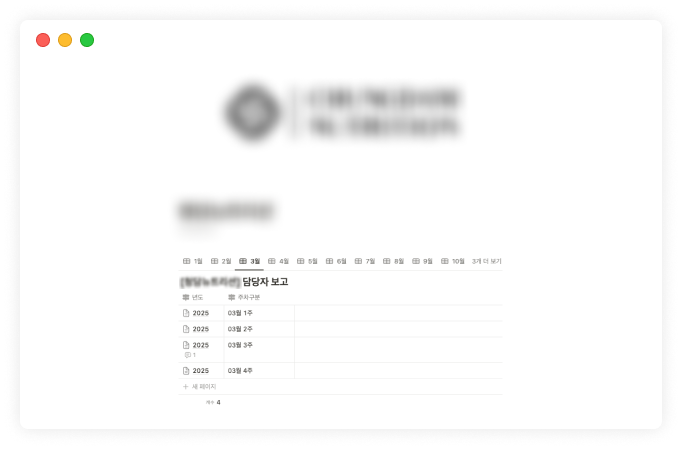 1월 2월 3월 4월 5월 6월 7월 8월 9월 10월 3개 더 보기
담당자 보고
년도 주차구분
2025 03월 1주
2025 03월 2주
2025 03월 3주
1
2025 03월 4주
새 페이지
개수 4